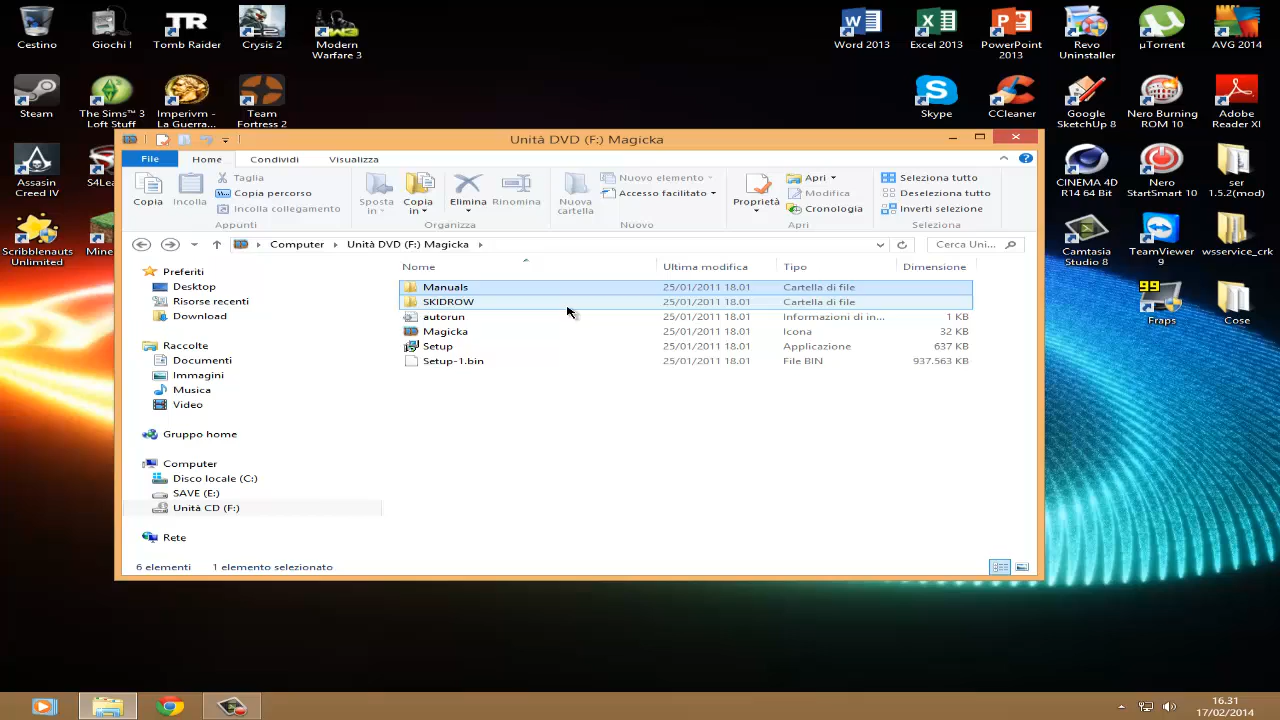 Cestino
Giochi !
Tomb Raider
Crysis 2
Modern
Warfare 3
Word 2013
Excel 2013
PowerPoint
2013
Revo
Uninstaller
µTorrent
AVG 2014
Steam
The Sims™ 3
Loft Stuff
Imperivm -
La Guerra...
Team
Fortress 2
Skype
CCleaner
Google
SketchUp 8
Nero Burning
ROM 10
Adobe
Reader XI
Assasin
Creed IV
S4Lea
CINEMA 4D
R14 64 Bit
Nero
StartSmart 10
ser
1.5.2(mod)
Scribblenauts
Unlimited
Mine
Camtasia
Studio 8
TeamViewer
9
wsservice_crk
99
Fraps
Cose
Unità DVD (F:) Magicka
File
Home
Condividi
Visualizza
Copia
Incolla
Taglia
Copia percorso
Incolla collegamento
Appunti
Sposta
in
Copia
in
Elimina
Rinomina
Organizza
Nuova
cartella
Nuovo elemento
Accesso facilitato
Nuovo
Proprietà
Apri
Modifica
Cronologia
Apri
Seleziona tutto
Deseleziona tutto
Inverti selezione
Seleziona
Computer
Unità DVD (F:) Magicka
Cerca Uni...
Nome Ultima modifica Tipo Dimensione
Manuals 25/01/2011 18.01 Cartella di file
SKIDROW 25/01/2011 18.01 Cartella di file
autorun 25/01/2011 18.01 Informazioni di in... 1 KB
Magicka 25/01/2011 18.01 Icona 32 KB
Setup 25/01/2011 18.01 Applicazione 637 KB
Setup-1.bin 25/01/2011 18.01 File BIN 937.563 KB
Preferiti
Desktop
Risorse recenti
Download
Raccolte
Documenti
Immagini
Musica
Video
Gruppo home
Computer
Disco locale (C:)
SAVE (E:)
Unità CD (F:)
Rete
6 elementi 1 elemento selezionato
16.31
17/02/2014